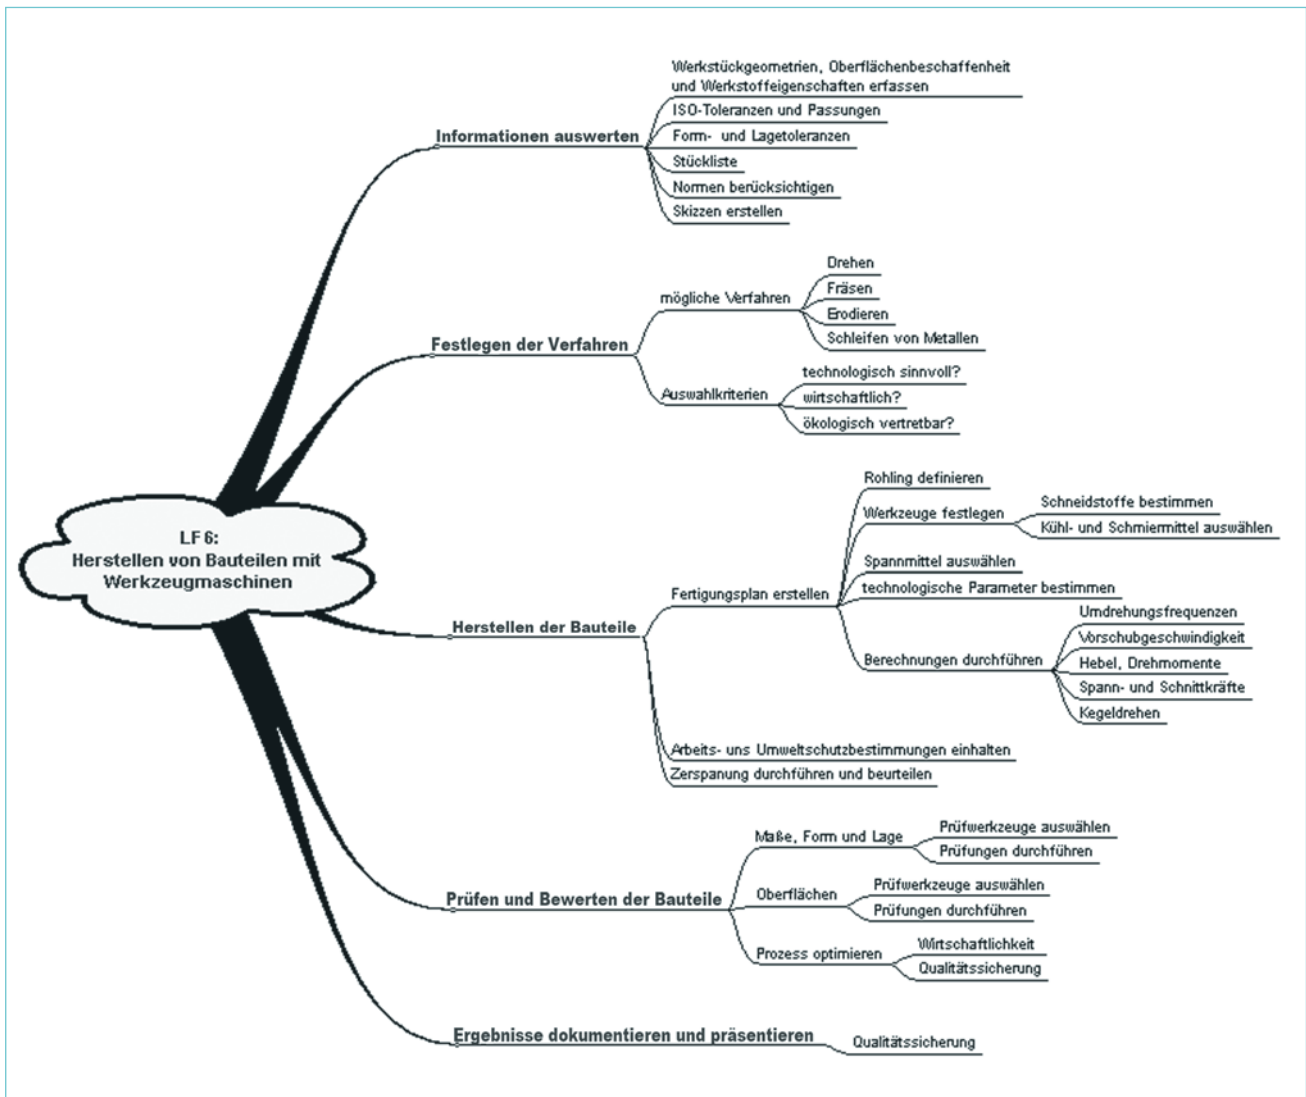 Werkstückgeometrien, Oberflächenbeschaffenheit
und Werkstoffeigenschaften erfassen
ISO-Toleranzen und Passungen
Informationen auswerten
Form- und Lagetoleranzen
Stückliste
Normen berücksichtigen
Skizzen erstellen
Drehen
Fräsen
mögliche Verfahren
Erodieren
Schleifen von Metallen
Festlegen der Verfahren
technologisch sinnvoll?
Auswahlkriterien
wirtschaftlich?
ökologisch vertretbar?
LF 6:
Herstellen von Bauteilen mit
Werkzeugmaschinen
Rohling definieren
Werkzeuge festlegen
Schneidstoffe bestimmen
Kühl- und Schmiermittel auswählen
Spannmittel auswählen
Fertigungsplan erstellen
technologische Parameter bestimmen
Herstellen der Bauteile
Umdrehungsfrequenzen
Vorschubgeschwindigkeit
Berechnungen durchführen
Hebel, Drehmomente
Spann- und Schnittkräfte
Kegeldrehen
Arbeits- uns Umweltschutzbestimmungen einhalten
Zerspanung durchführen und beurteilen
Maße, Form und Lage
Prüfwerkzeuge auswählen
Prüfungen durchführen
Prüfen und Bewerten der Bauteile
Oberflächen
Prüfwerkzeuge auswählen
Prüfungen durchführen
Prozess optimieren
Wirtschaftlichkeit
Qualitätssicherung
Ergebnisse dokumentieren und präsentieren
Qualitätssicherung